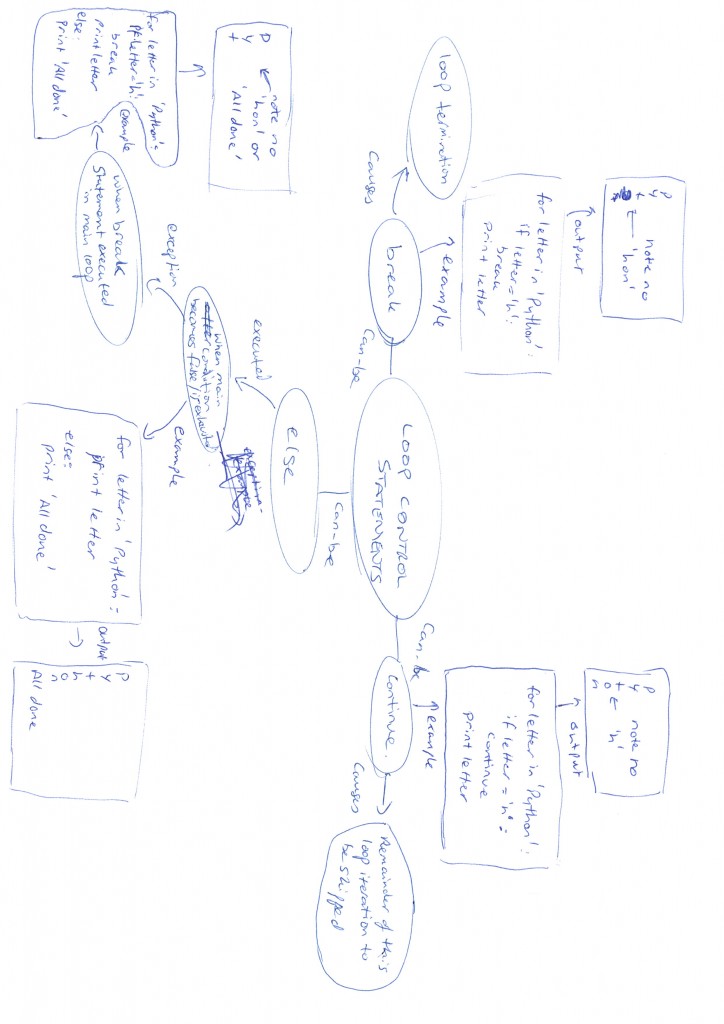 LOOP CONTROL
STATEMENTS
can-be
break
causes
loop termination
example
for letter in 'Python':
if letter = 'h':
break
print letter
output
P
y
t
note no
'hon'
can-be
continue
causes
Remainder of this
loop iteration to
be skipped
example
for letter in 'Python':
if letter = 'h':
continue
print letter
output
P
y
t
o
n
note no
'h'
can-be
else
executed
when main
condition
becomes false/
exception
when break
statement executed
in main loop
example
for letter in 'Python':
if letter = 'h':
break
print letter
else:
print 'All done'
P
y
t
note no
'hon' or
'All done'
example
for letter in 'Python':
print letter
else:
print 'All done'
output
P
y
t
h
o
n
All done